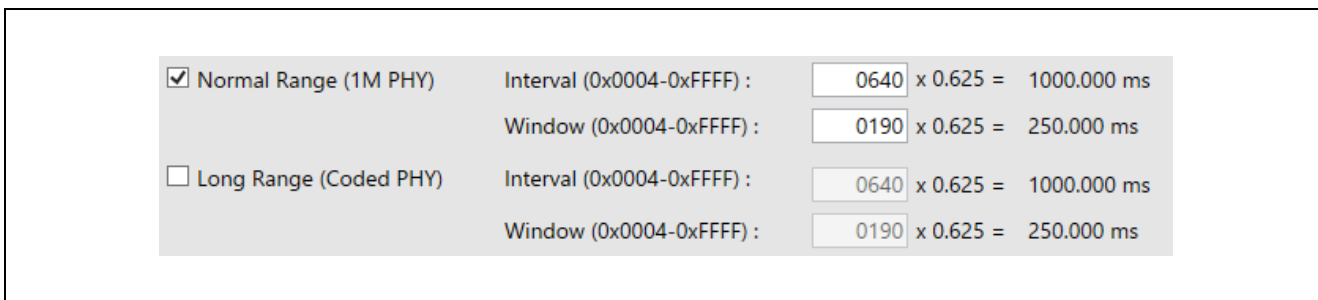 Normal Range (1M PHY) Interval (0x0004-0xFFFF) : 0640 x 0.625 = 1000.000 ms
Window (0x0004-0xFFFF) : 0190 x 0.625 = 250.000 ms
Long Range (Coded PHY) Interval (0x0004-0xFFFF) : 0640 x 0.625 = 1000.000 ms
Window (0x0004-0xFFFF) : 0190 x 0.625 = 250.000 ms